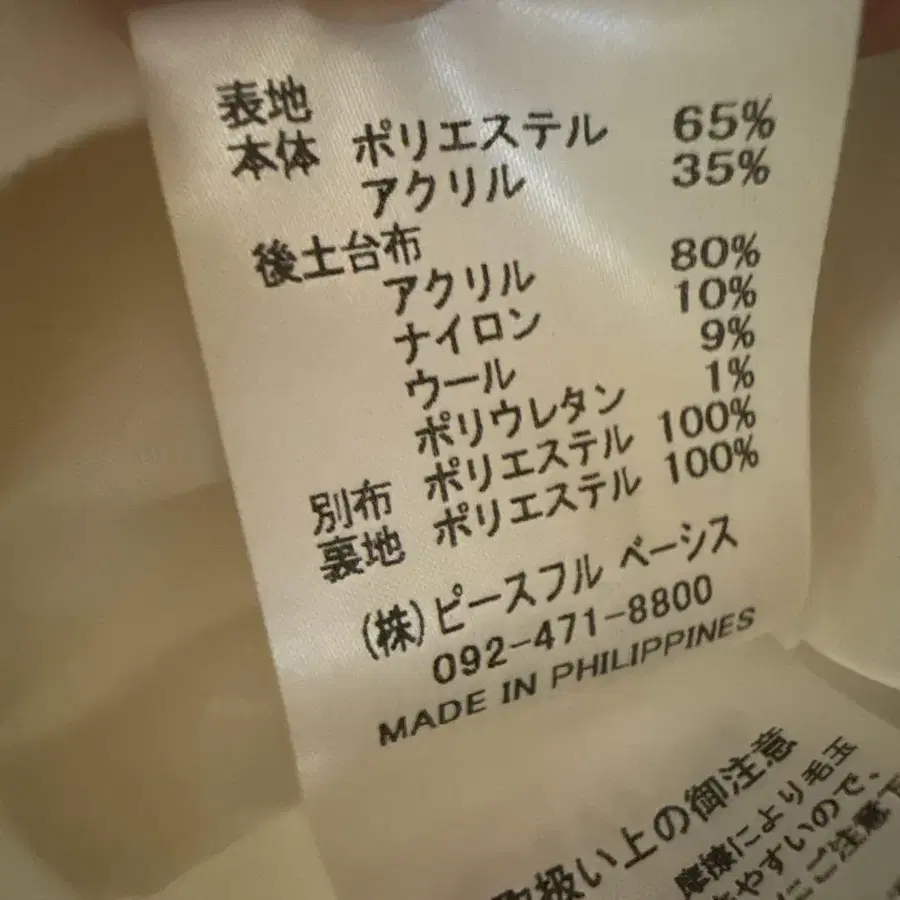 表地
本体 ポリエステル 65%
アクリル 35%
後土台布
アクリル 80%
ナイロン 10%
ウール 9%
ポリウレタン 1%
別布 ポリエステル 100%
裏地 ポリエステル 100%
(株)ピースフル ベーシス
092-471-8800
MADE IN PHILIPPINES
取扱い上の御注意
摩擦により毛玉
やすいので、
にご注意下